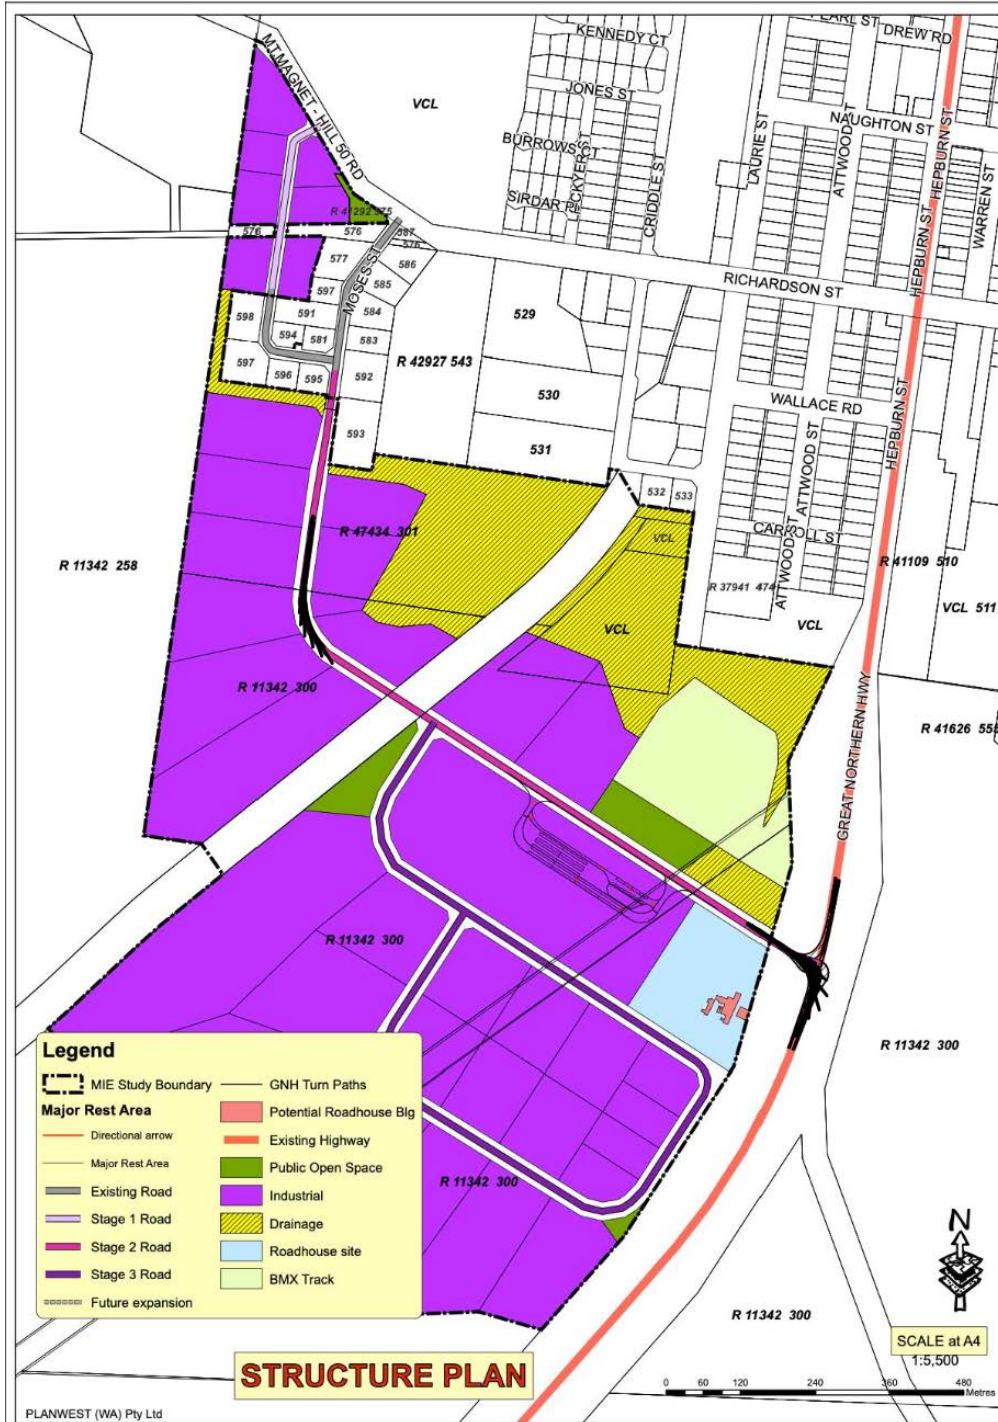 PEARL ST
DREW RD
KENNEDY CT
MT.MAGNET - HILL 50 RD
VCL
JONES ST
NAUGHTON ST
LAURIE ST
ATTWOOD ST
HEPBURN ST
HEPBURN ST
BURROWS CT
LOCKYER ST
CRIDDLE ST
WARREN ST
SIRDAR PL
R 41292 975
576
576
587
576
577
586
MOSES ST
585
597
RICHARDSON ST
598
591
584
529
594
581
583
R 42927 543
597
596
595
592
530
WALLACE RD
HEPBURN ST
593
531
ATTWOOD ST
532
533
R 47434 301
VCL
CARROLL ST
ATTWOOD ST
R 11342 258
R 41109 510
R 37941 474
VCL 511
VCL
VCL
R 11342 300
GREAT NORTHERN HWY
R 41626 555
R 11342 300
R 11342 300
R 11342 300
R 11342 300
Legend
MIE Study Boundary
GNH Turn Paths
Major Rest Area
Potential Roadhouse Blg
Directional arrow
Existing Highway
Major Rest Area
Public Open Space
Existing Road
Industrial
Stage 1 Road
Drainage
Stage 2 Road
Roadhouse site
Stage 3 Road
BMX Track
Future expansion
N
SCALE at A4
1:5,500
STRUCTURE PLAN
0 60 120 240 360 480
Metres
PLANWEST (WA) Pty Ltd